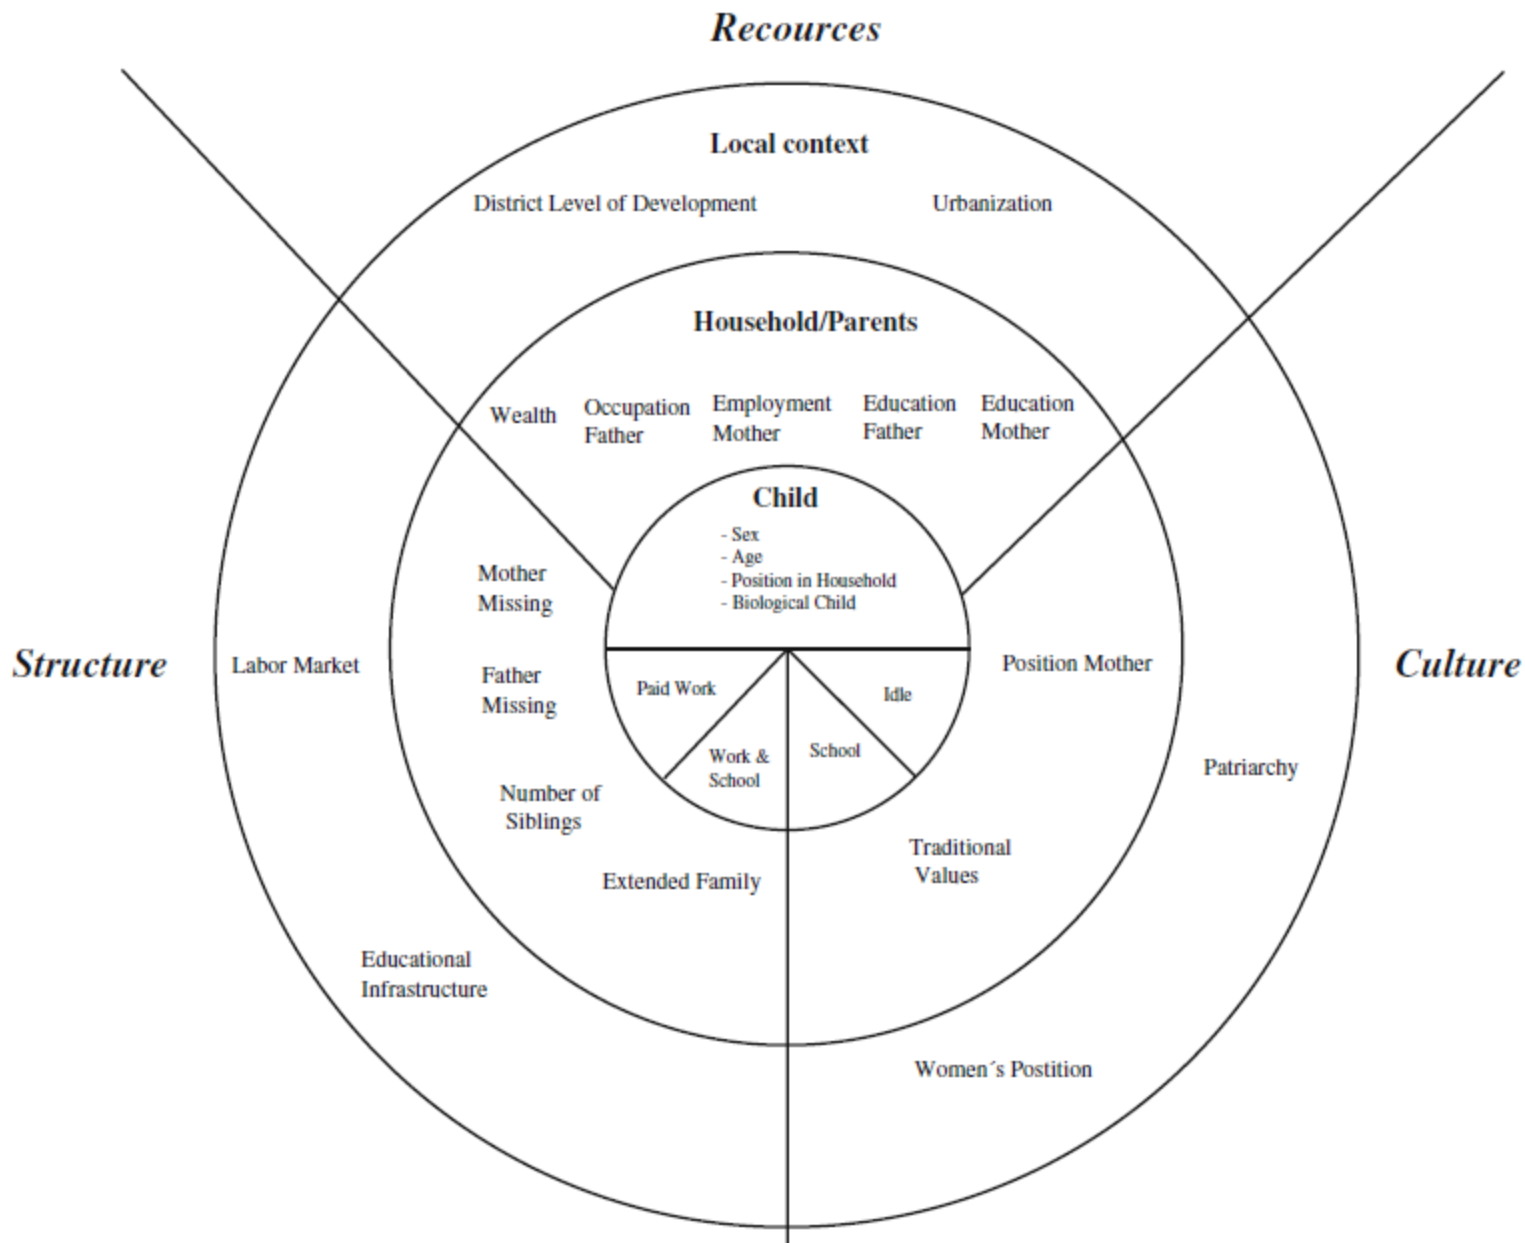 Recources
Local context
District Level of Development
Urbanization
Household/Parents
Wealth
Occupation
Father
Employment
Mother
Education
Father
Education
Mother
Child
- Sex
- Age
- Position in Household
- Biological Child
Mother
Missing
Structure
Labor Market
Father
Missing
Paid Work
Idle
Work &
School
School
Position Mother
Culture
Patriarchy
Number of
Siblings
Extended Family
Traditional
Values
Educational
Infrastructure
Women´s Postition